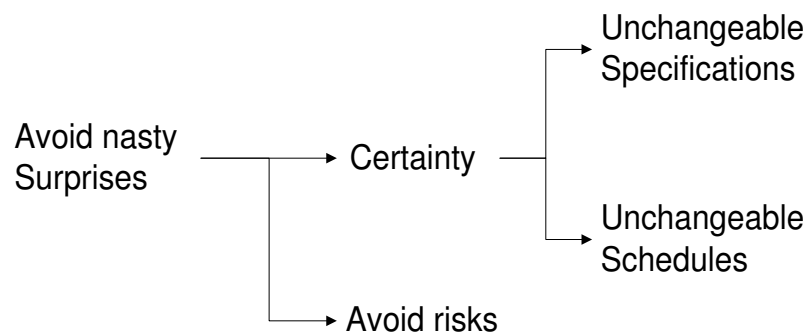 Avoid nasty
Surprises
Certainty
Avoid risks
Unchangeable
Specifications
Unchangeable
Schedules